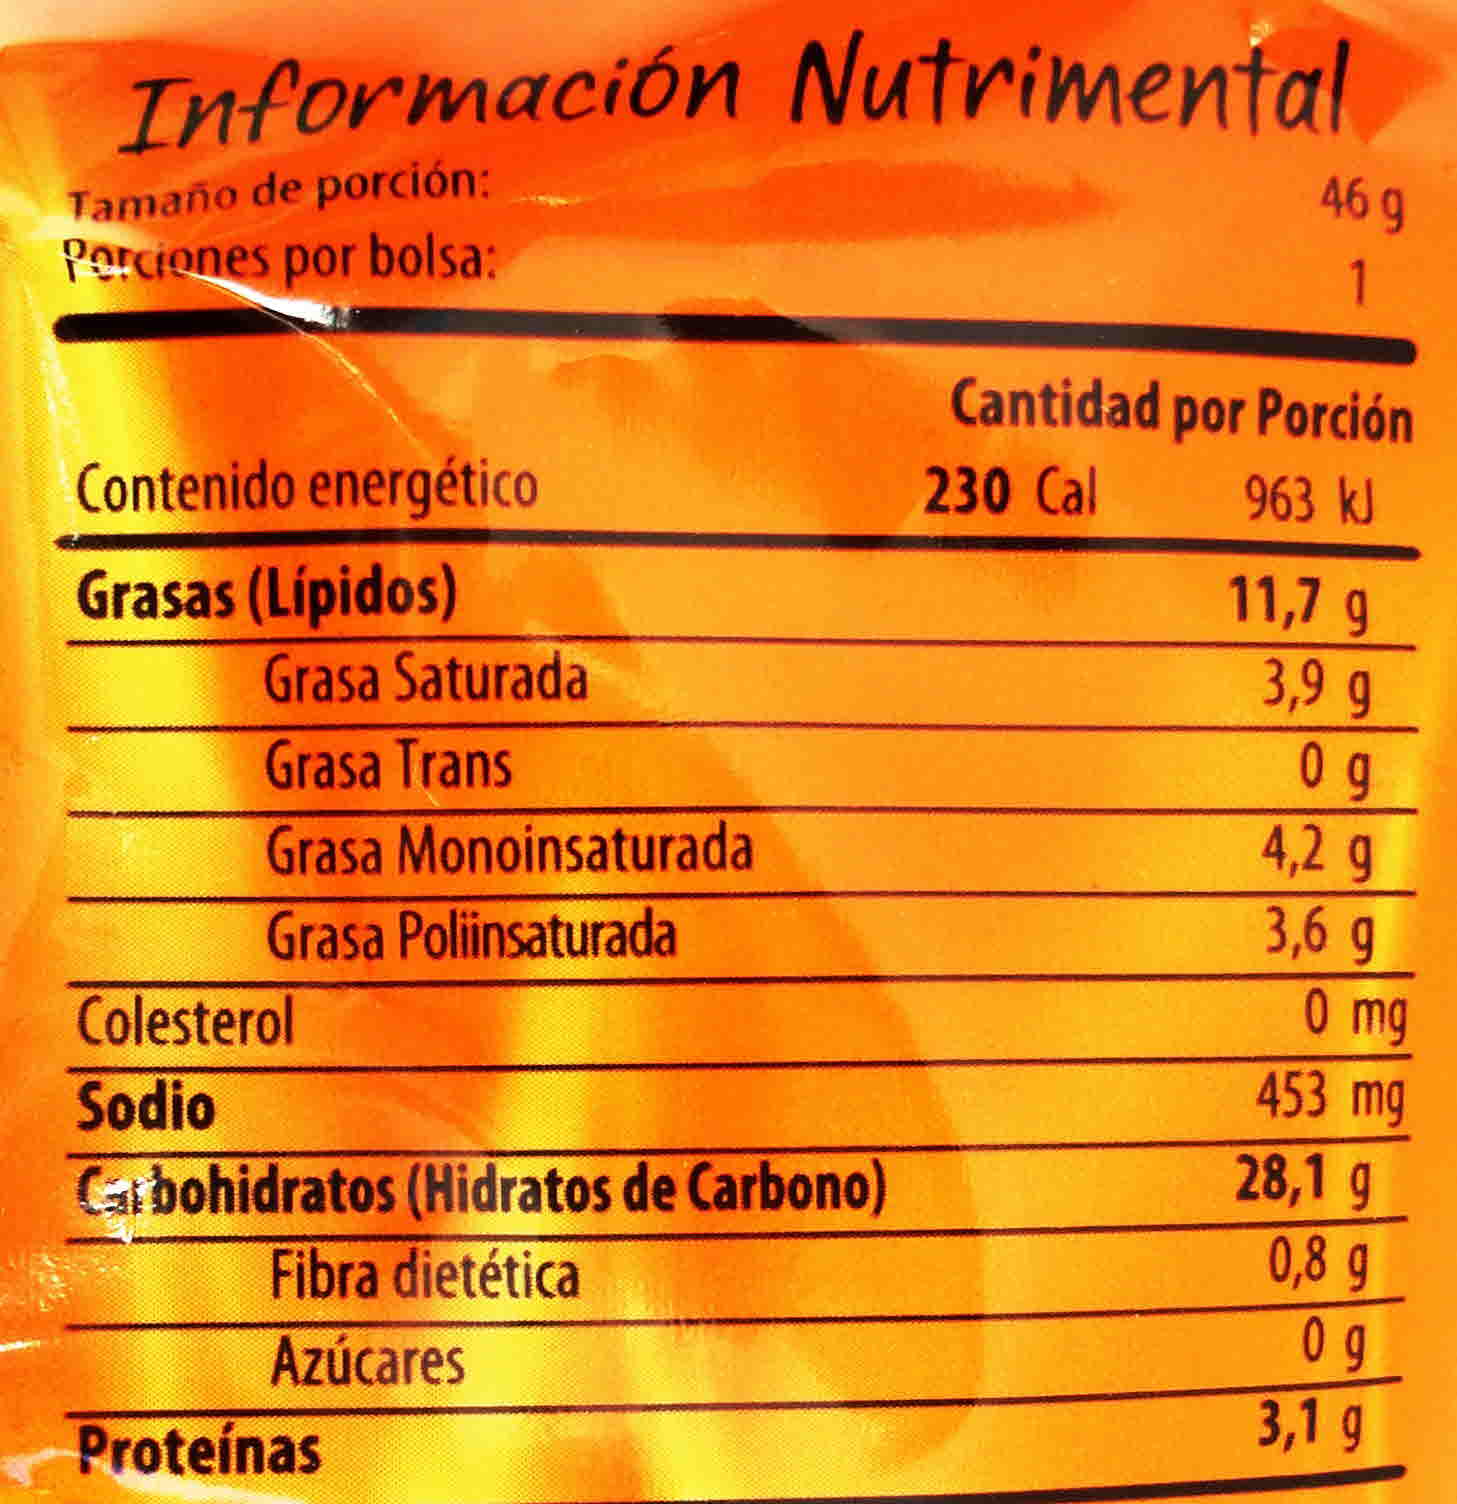 Información Nutrimental
Tamaño de porción: 46 g
Porciones por bolsa: 1
Cantidad por Porción
Contenido energético 230 Cal 963 kJ
Grasas (Lípidos) 11,7 g
Grasa Saturada 3,9 g
Grasa Trans 0 g
Grasa Monoinsaturada 4,2 g
Grasa Poliinsaturada 3,6 g
Colesterol 0 mg
Sodio 453 mg
Carbohidratos (Hidratos de Carbono) 28,1 g
Fibra dietética 0,8 g
Azúcares 0 g
Proteínas 3,1 g